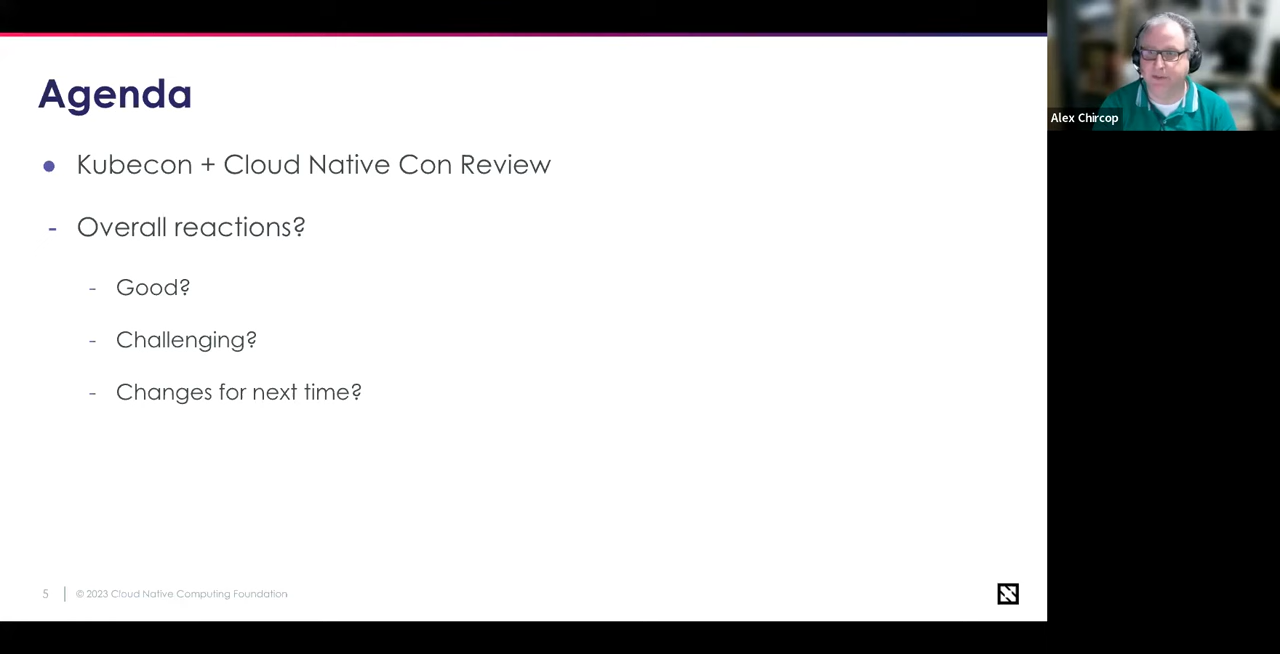 Agenda
● Kubecon + Cloud Native Con Review
- Overall reactions?
- Good?
- Challenging?
- Changes for next time?
5 | © 2023 Cloud Native Computing Foundation
Alex Chircop